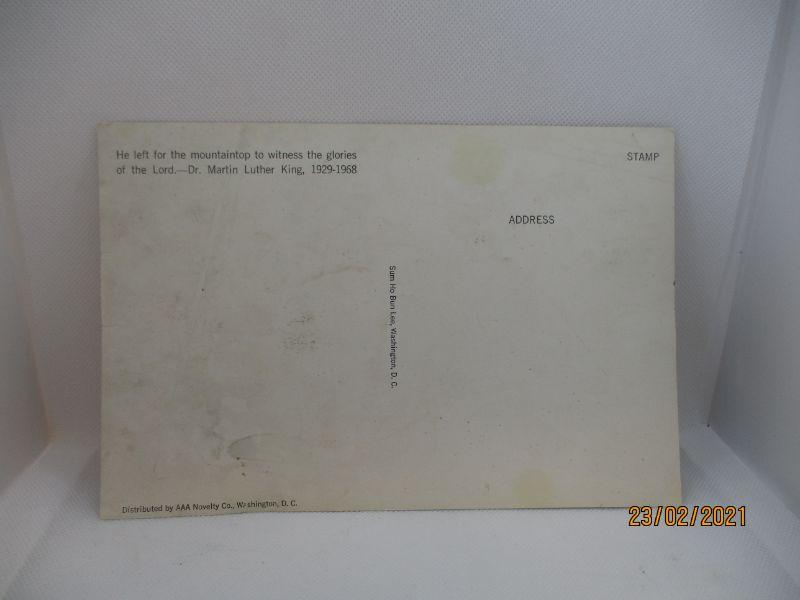 He left for the mountaintop to witness the glories
of the Lord.—Dr. Martin Luther King, 1929-1968
STAMP
ADDRESS
Sum Ho Bun Lee, Washington, D. C.
Distributed by AAA Novelty Co., Washington, D. C.
23/02/2021